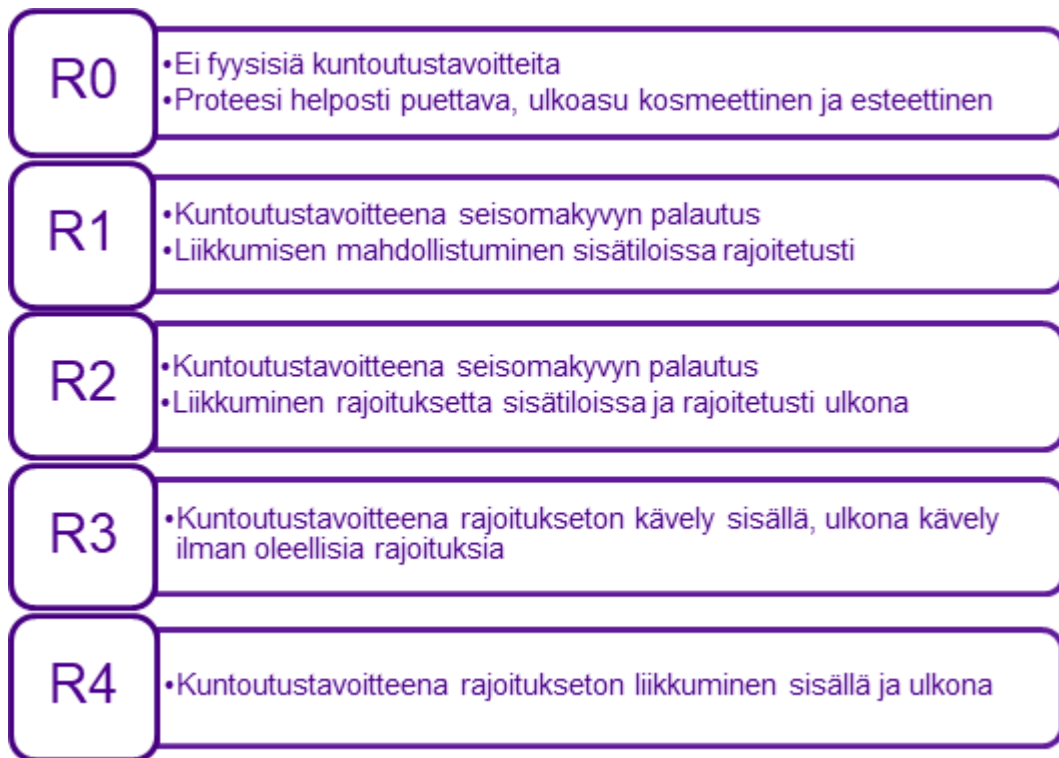 R0
•Ei fyysisiä kuntoutustavoitteita
•Proteesi helposti puettava, ulkoasu kosmeettinen ja esteettinen
R1
•Kuntoutustavoitteena seisomakyvyn palautus
•Liikkumisen mahdollistuminen sisätiloissa rajoitetusti
R2
•Kuntoutustavoitteena seisomakyvyn palautus
•Liikkuminen rajoituksetta sisätiloissa ja rajoitetusti ulkona
R3
•Kuntoutustavoitteena rajoitukseton kävely sisällä, ulkona kävely
ilman oleellisia rajoituksia
R4
•Kuntoutustavoitteena rajoitukseton liikkuminen sisällä ja ulkona